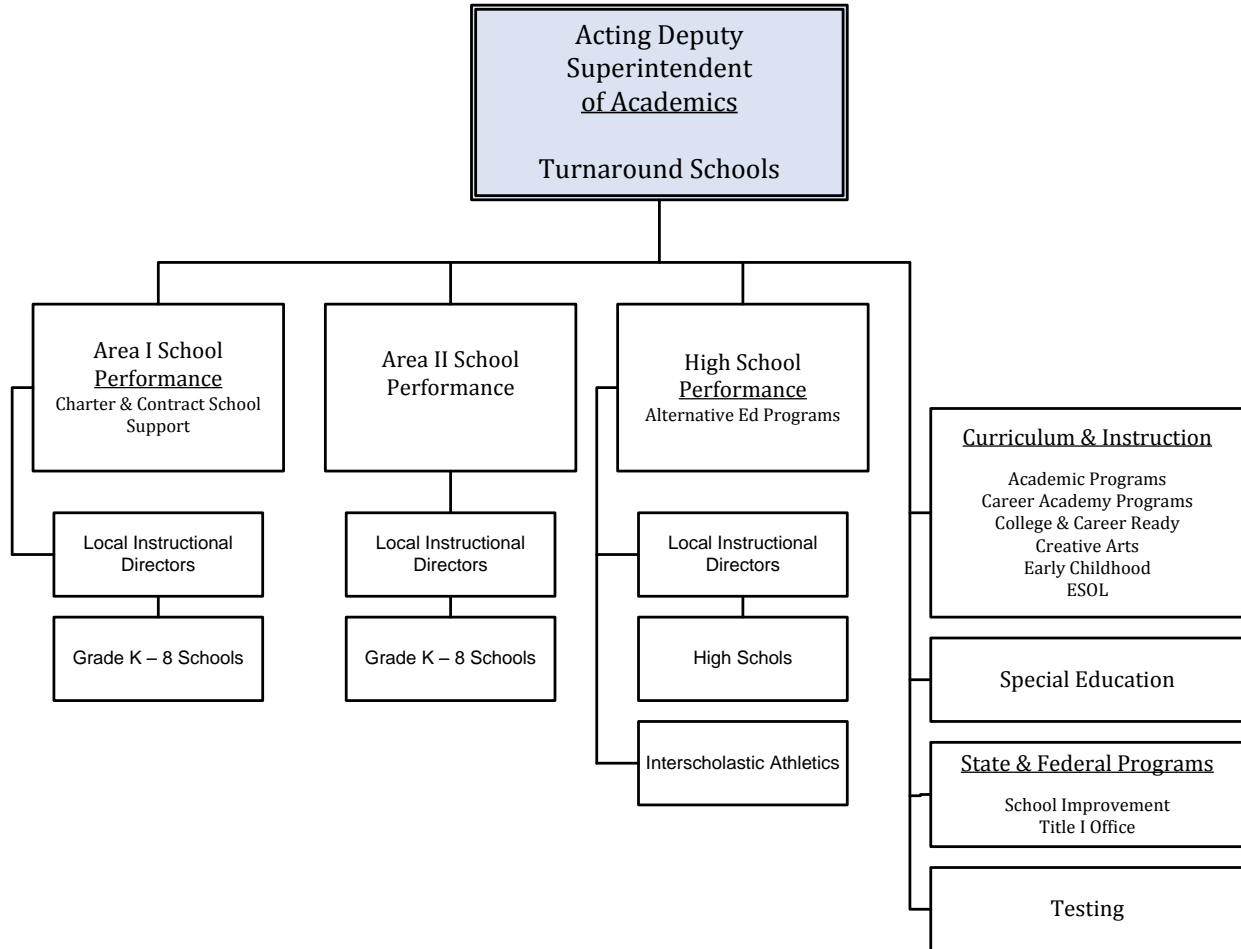 Acting Deputy
Superintendent
of Academics
Turnaround Schools
Area I School
Performance
Charter & Contract School
Support
Local Instructional
Directors
Grade K – 8 Schools
Area II School
Performance
Local Instructional
Directors
Grade K – 8 Schools
High School
Performance
Alternative Ed Programs
Local Instructional
Directors
High Schols
Interscholastic Athletics
Curriculum & Instruction
Academic Programs
Career Academy Programs
College & Career Ready
Creative Arts
Early Childhood
ESOL
Special Education
State & Federal Programs
School Improvement
Title I Office
Testing